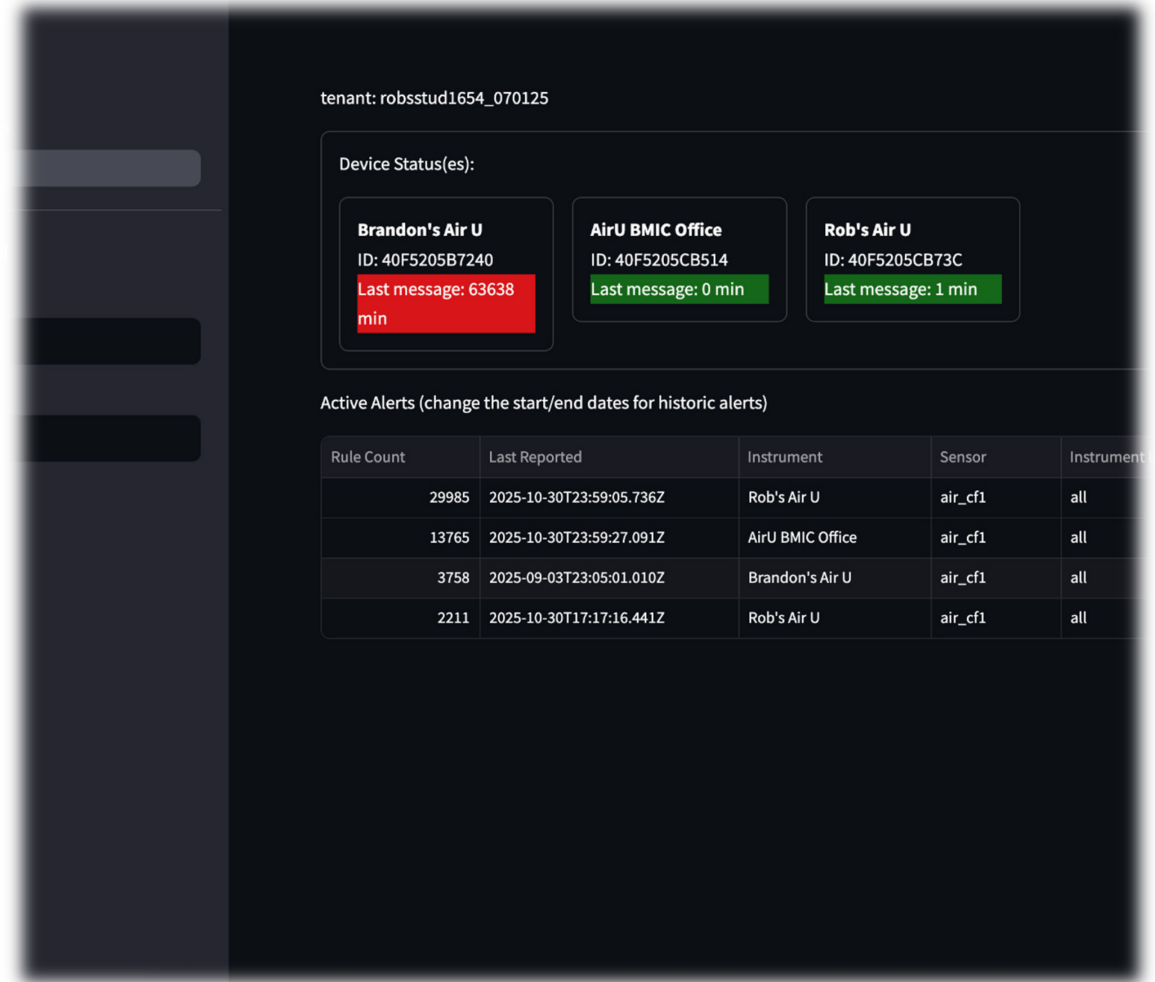 tenant: robsstud1654_070125
Device Status(es):
Brandon's Air U
ID: 40F5205B7240
Last message: 63638
min
AirU BMIC Office
ID: 40F5205CB514
Last message: 0 min
Rob's Air U
ID: 40F5205CB73C
Last message: 1 min
Active Alerts (change the start/end dates for historic alerts)
Rule Count Last Reported Instrument Sensor Instrument
29985 2025-10-30T23:59:05.736Z Rob's Air U air_cf1 all
13765 2025-10-30T23:59:27.091Z AirU BMIC Office air_cf1 all
3758 2025-09-03T23:05:01.010Z Brandon's Air U air_cf1 all
2211 2025-10-30T17:17:16.441Z Rob's Air U air_cf1 all